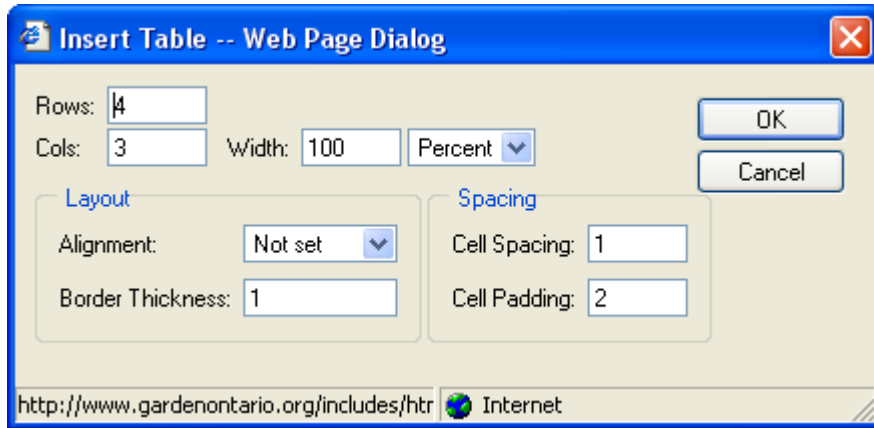 Insert Table -- Web Page Dialog
Rows: 4
OK
Cols: 3 Width: 100 Percent
Cancel
Layout Spacing
Alignment: Not set Cell Spacing: 1
Border Thickness: 1 Cell Padding: 2
http://www.gardenontario.org/includes/htr Internet